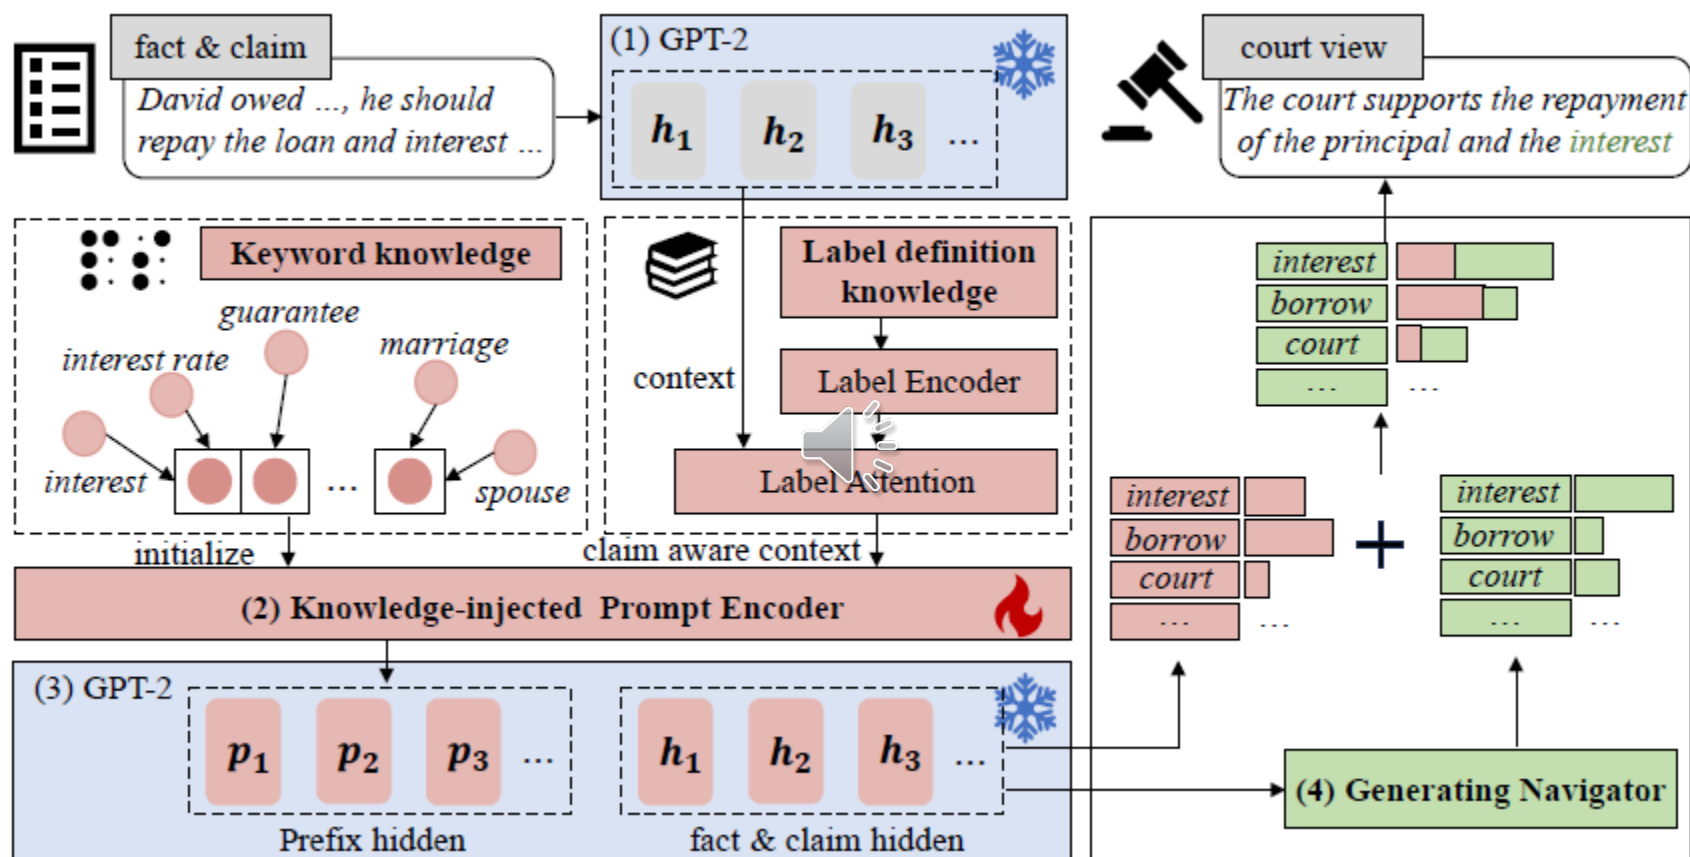 fact & claim
David owed ..., he should
repay the loan and interest ...
(1) GPT-2
h1 h2 h3 ...
court view
The court supports the repayment
of the principal and the interest
Keyword knowledge
guarantee
interest rate
marriage
interest
...
spouse
initialize
Label definition
knowledge
Label Encoder
context
Label Attention
claim aware context
(2) Knowledge-injected Prompt Encoder
(3) GPT-2
p1 p2 p3 ...
Prefix hidden
h1 h2 h3 ...
fact & claim hidden
interest
borrow
court
... ...
interest
borrow
court
... ...
+
interest
borrow
court
... ...
(4) Generating Navigator